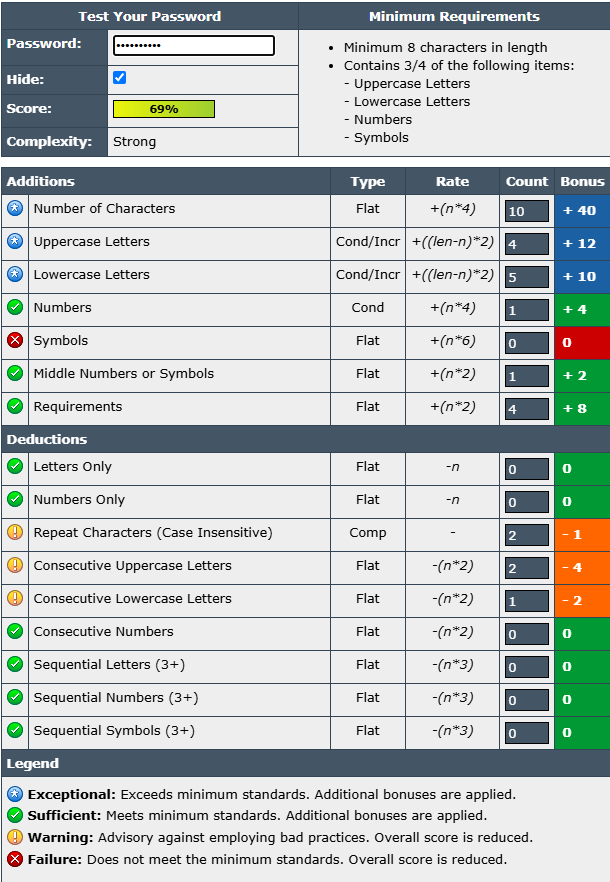 Test Your Password Minimum Requirements
Password: ••••••••••
Hide:
Score: 69%
Complexity: Strong
• Minimum 8 characters in length
• Contains 3/4 of the following items:
- Uppercase Letters
- Lowercase Letters
- Numbers
- Symbols
Additions Type Rate Count Bonus
Number of Characters Flat +(n*4) 10 + 40
Uppercase Letters Cond/Incr +((len-n)*2) 4 + 12
Lowercase Letters Cond/Incr +((len-n)*2) 5 + 10
Numbers Cond +(n*4) 1 + 4
Symbols Flat +(n*6) 0 0
Middle Numbers or Symbols Flat +(n*2) 1 + 2
Requirements Flat +(n*2) 4 + 8
Deductions
Letters Only Flat -n 0 0
Numbers Only Flat -n 0 0
Repeat Characters (Case Insensitive) Comp - 2 - 1
Consecutive Uppercase Letters Flat -(n*2) 2 - 4
Consecutive Lowercase Letters Flat -(n*2) 1 - 2
Consecutive Numbers Flat -(n*2) 0 0
Sequential Letters (3+) Flat -(n*3) 0 0
Sequential Numbers (3+) Flat -(n*3) 0 0
Sequential Symbols (3+) Flat -(n*3) 0 0
Legend
Exceptional: Exceeds minimum standards. Additional bonuses are applied.
Sufficient: Meets minimum standards. Additional bonuses are applied.
Warning: Advisory against employing bad practices. Overall score is reduced.
Failure: Does not meet the minimum standards. Overall score is reduced.